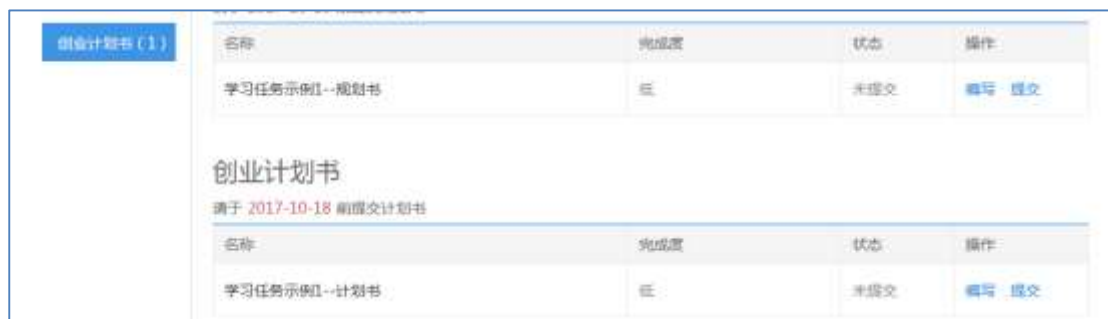 创业计划书 ( 1 )
名称 完成度 状态 操作
学习任务示例1--规划书 低 未提交 编写 提交
创业计划书
请于 2017-10-18 前提交计划书
名称 完成度 状态 操作
学习任务示例1--计划书 低 未提交 编写 提交